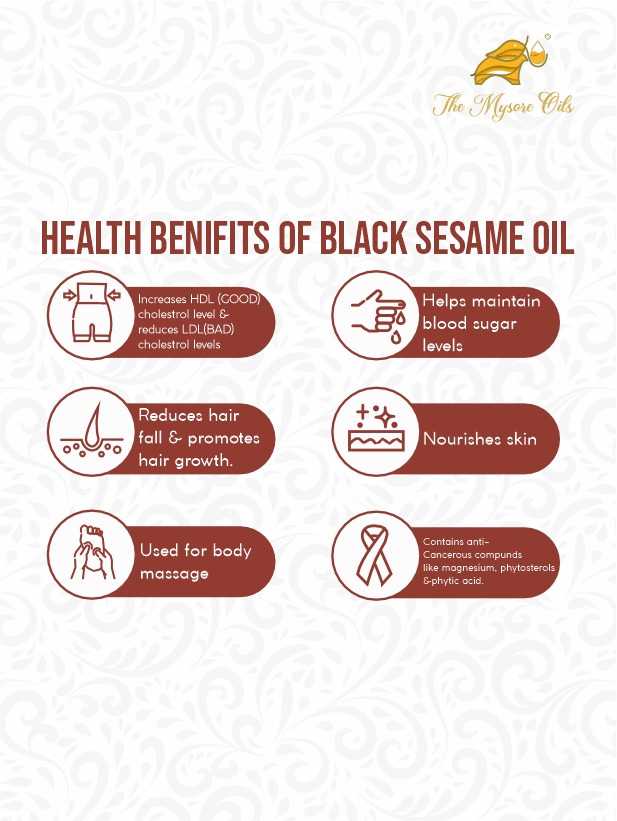 The Mysore Oils
HEALTH BENIFITS OF BLACK SESAME OIL
Increases HDL (GOOD)
cholestrol level &
reduces LDL(BAD)
cholestrol levels
Helps maintain
blood sugar
levels
Reduces hair
fall & promotes
hair growth.
Nourishes skin
Used for body
massage
Contains anti-
Cancerous compunds
like magnesium, phytosterols
&phytic acid.